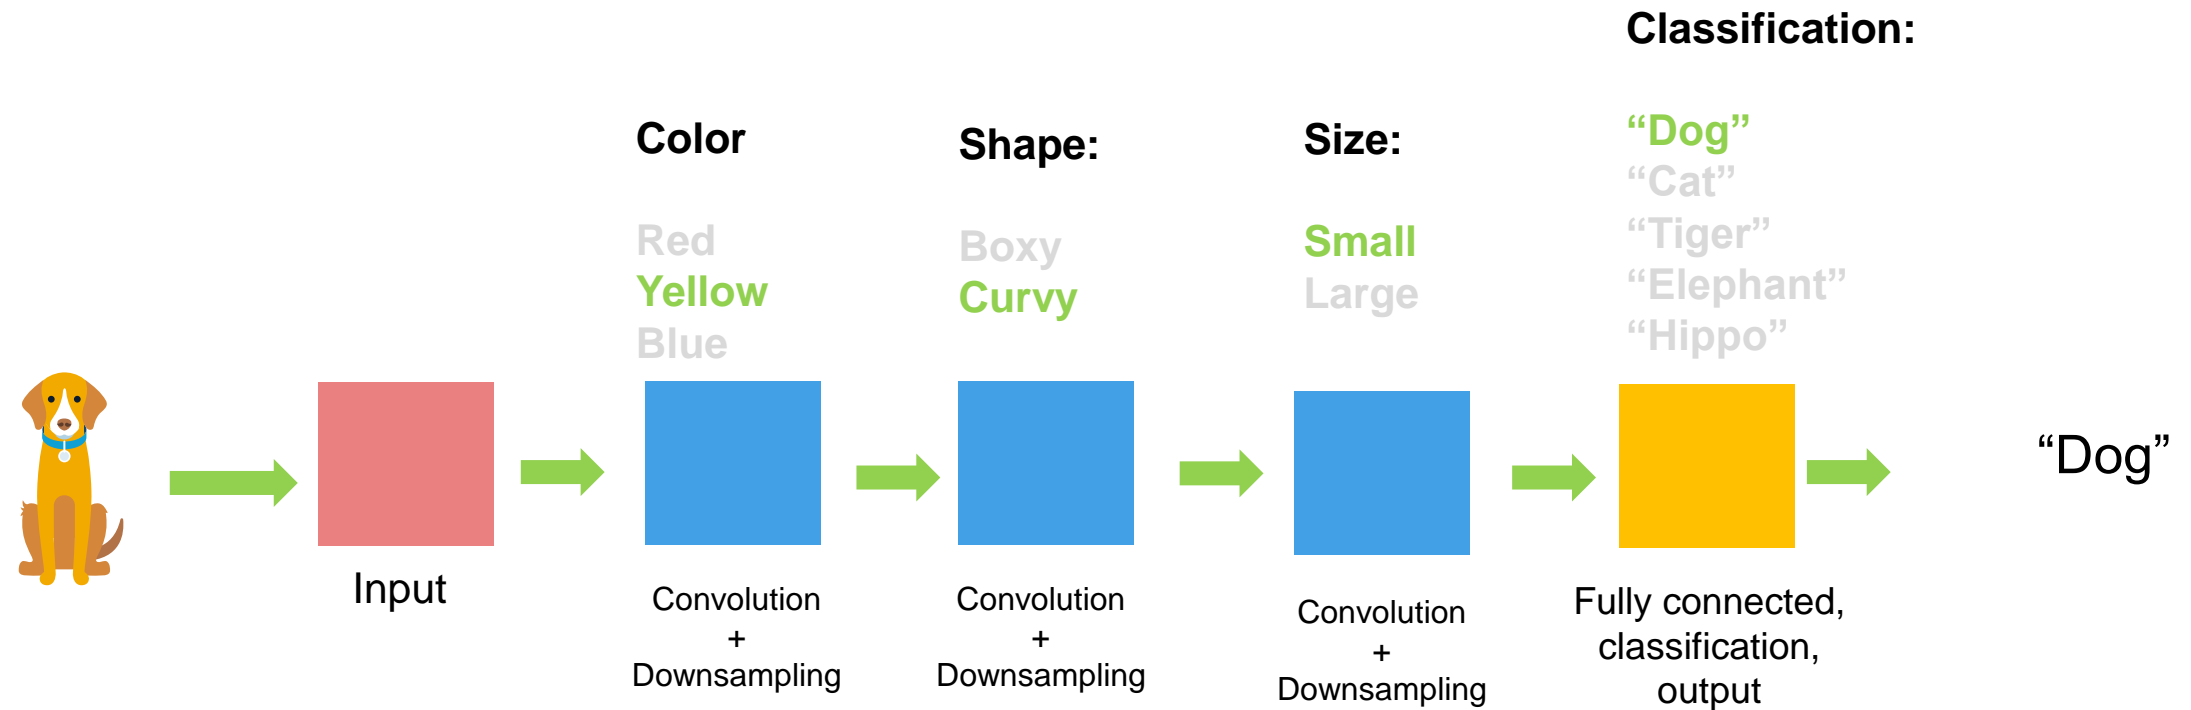 Classification:
Color
Red
Yellow
Blue
Shape:
Boxy
Curvy
Size:
Small
Large
“Dog”
“Cat”
“Tiger”
“Elephant”
“Hippo”
“Dog”
Input
Convolution
+
Downsampling
Convolution
+
Downsampling
Convolution
+
Downsampling
Fully connected,
classification,
output